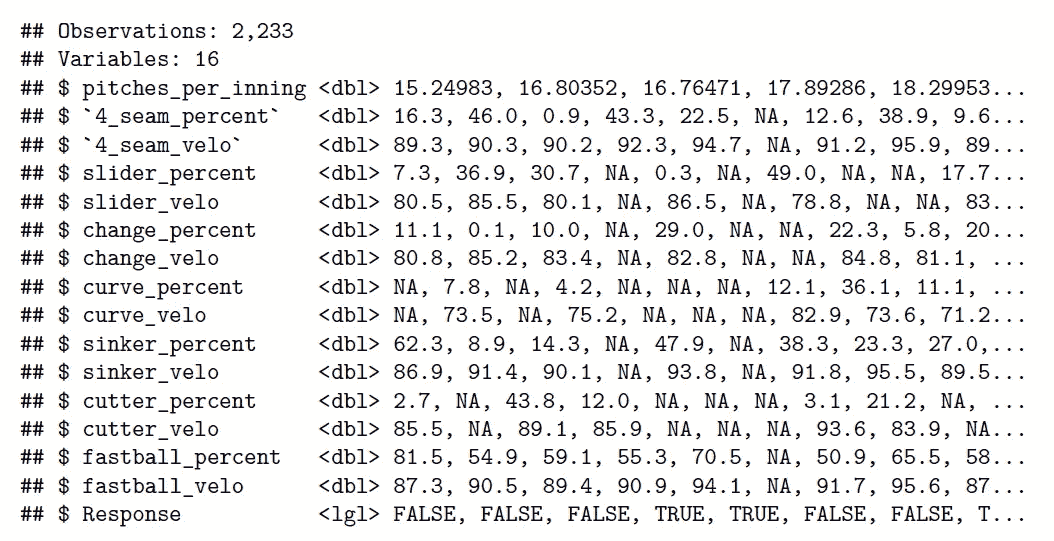 ## Observations: 2,233
## Variables: 16
## $ pitches_per_inning <dbl> 15.24983, 16.80352, 16.76471, 17.89286, 18.29953...
## $ `4_seam_percent` <dbl> 16.3, 46.0, 0.9, 43.3, 22.5, NA, 12.6, 38.9, 9.6...
## $ `4_seam_velo` <dbl> 89.3, 90.3, 90.2, 92.3, 94.7, NA, 91.2, 95.9, 89...
## $ slider_percent <dbl> 7.3, 36.9, 30.7, NA, 0.3, NA, 49.0, NA, NA, 17.7...
## $ slider_velo <dbl> 80.5, 85.5, 80.1, NA, 86.5, NA, 78.8, NA, NA, 83...
## $ change_percent <dbl> 11.1, 0.1, 10.0, NA, 29.0, NA, NA, 22.3, 5.8, 20...
## $ change_velo <dbl> 80.8, 85.2, 83.4, NA, 82.8, NA, NA, 84.8, 81.1, ...
## $ curve_percent <dbl> NA, 7.8, NA, 4.2, NA, NA, NA, 12.1, 36.1, 11.1, ...
## $ curve_velo <dbl> NA, 73.5, NA, 75.2, NA, NA, NA, 82.9, 73.6, 71.2...
## $ sinker_percent <dbl> 62.3, 8.9, 14.3, NA, 47.9, NA, 38.3, 23.3, 27.0,...
## $ sinker_velo <dbl> 86.9, 91.4, 90.1, NA, 93.8, NA, 91.8, 95.5, 89.5...
## $ cutter_percent <dbl> 2.7, NA, 43.8, 12.0, NA, NA, NA, 3.1, 21.2, NA, ...
## $ cutter_velo <dbl> 85.5, NA, 89.1, 85.9, NA, NA, NA, 93.6, 83.9, NA...
## $ fastball_percent <dbl> 81.5, 54.9, 59.1, 55.3, 70.5, NA, 50.9, 65.5, 58...
## $ fastball_velo <dbl> 87.3, 90.5, 89.4, 90.9, 94.1, NA, 91.7, 95.6, 87...
## $ Response <lgl> FALSE, FALSE, FALSE, TRUE, TRUE, FALSE, FALSE, T...